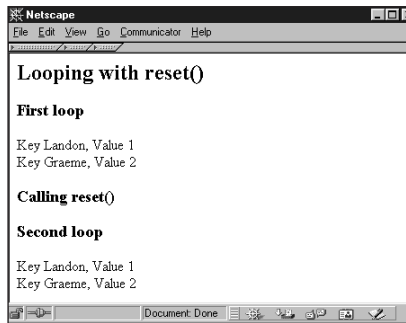 Netscape
File Edit View Go Communicator Help
Looping with reset()
First loop
Key Landon, Value 1
Key Graeme, Value 2
Calling reset()
Second loop
Key Landon, Value 1
Key Graeme, Value 2
Document: Done